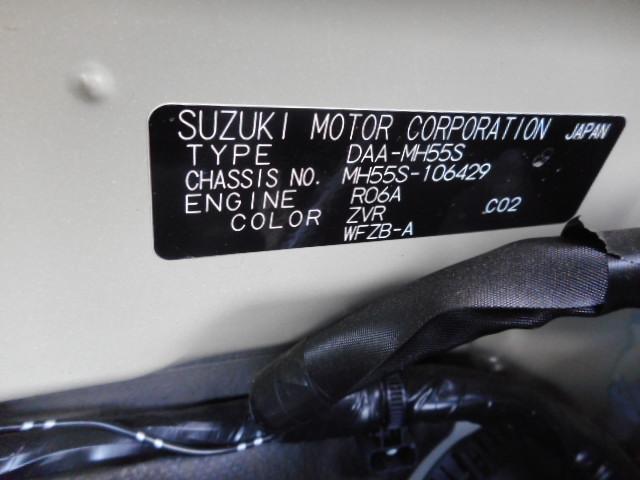 SUZUKI MOTOR CORPORATION JAPAN
TYPE DAA-MH55S
CHASSIS NO. MH55S-106429
ENGINE R06A
COLOR ZVR C02
WFZB-A